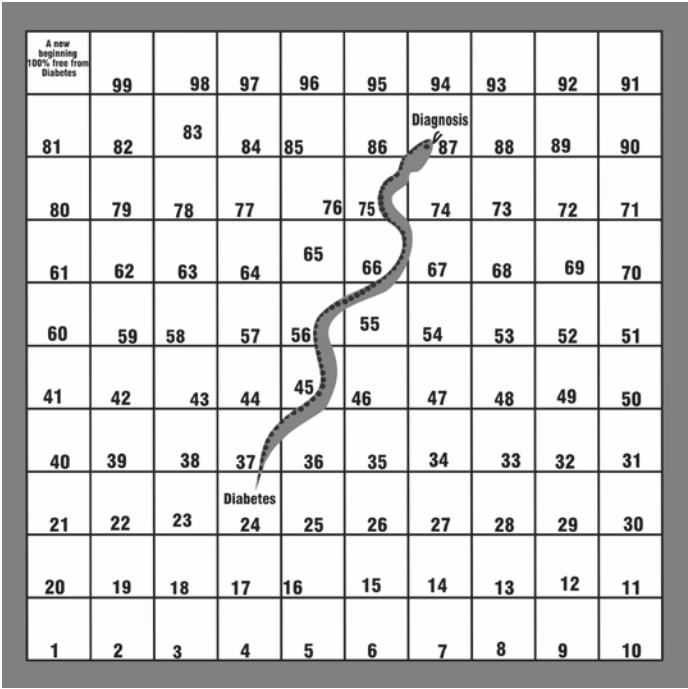 A new
beginning
100% free from
Diabetes
99 98 97 96 95 94 93 92 91
Diagnosis
81 82 83 84 85 86 87 88 89 90
80 79 78 77 76 75 74 73 72 71
61 62 63 64 65 66 67 68 69 70
60 59 58 57 56 55 54 53 52 51
41 42 43 44 45 46 47 48 49 50
40 39 38 37 36 35 34 33 32 31
Diabetes
21 22 23 24 25 26 27 28 29 30
20 19 18 17 16 15 14 13 12 11
1 2 3 4 5 6 7 8 9 10